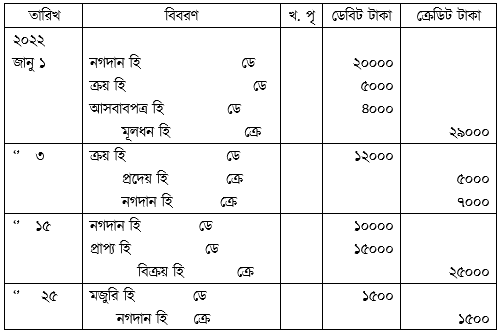 তারিখ বিবরণ খ. পৃ ডেবিট টাকা ক্রেডিট টাকা
২০২২
জানু ১ নগদান হি ডে ২০০০০
ক্রয় হি ডে ৫০০০
আসবাবপত্র হি ডে ৪০০০
মূলধন হি ক্রে ২৯০০০
“ ৩ ক্রয় হি ডে ১২০০০
প্রদেয় হি ক্রে ৫০০০
নগদান হি ক্রে ৭০০০
“ ১৫ নগদান হি ডে ১০০০০
প্রাপ্য হি ডে ১৫০০০
বিক্রয় হি ক্রে ২৫০০০
“ ২৫ মজুরি হি ডে ১৫০০
নগদান হি ক্রে ১৫০০